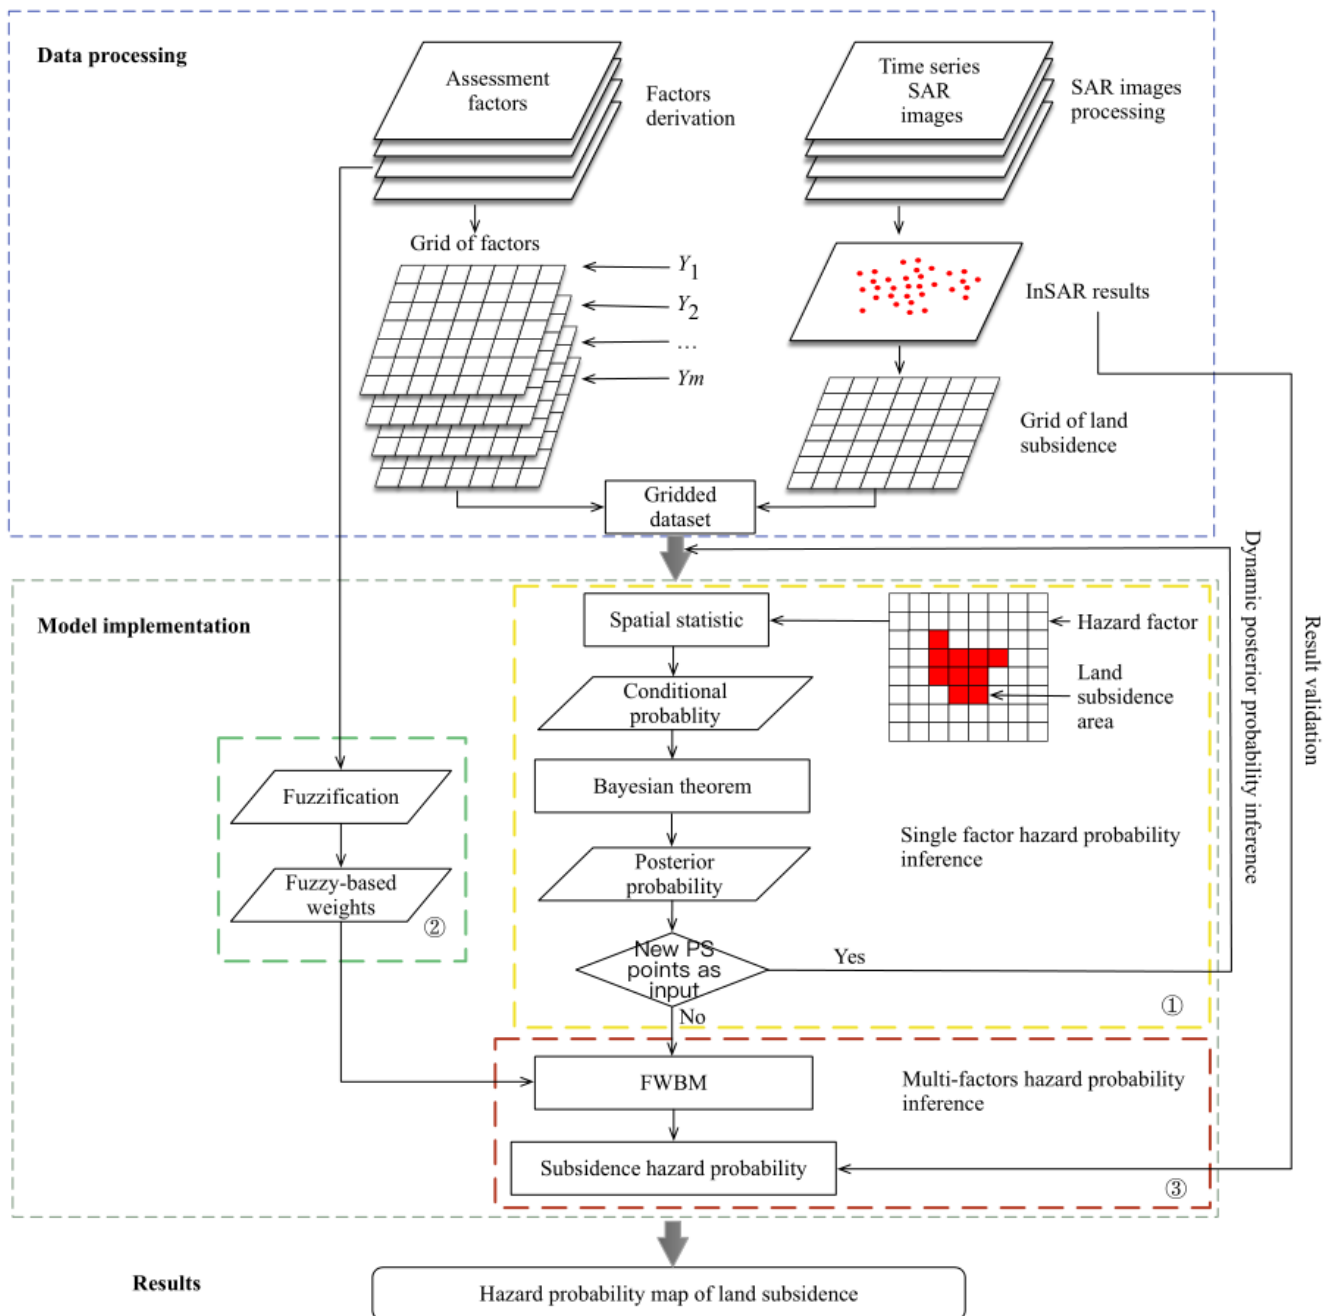 Data processing
Assessment
factors
Factors
derivation
Time series
SAR
images
SAR images
processing
Grid of factors
Y1
Y2
...
Ym
InSAR results
Grid of land
subsidence
Gridded
dataset
Dynamic posterior probability inference
Result validation
Model implementation
Spatial statistic
Hazard factor
Land
subsidence
area
Conditional
probablity
Bayesian theorem
Single factor hazard probability
inference
Posterior
probability
Fuzzification
Fuzzy-based
weights
②
New PS
points as
input
Yes
No
①
FWBM
Multi-factors hazard probability
inference
Subsidence hazard probability
③
Results
Hazard probability map of land subsidence